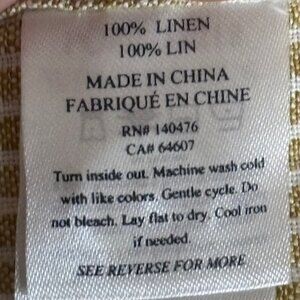 100% LINEN
100% LIN
MADE IN CHINA
FABRIQUÉ EN CHINE
RN# 140476
CA# 64607
Turn inside out. Machine wash cold
with like colors. Gentle cycle. Do
not bleach. Lay flat to dry. Cool iron
if needed.
SEE REVERSE FOR MORE